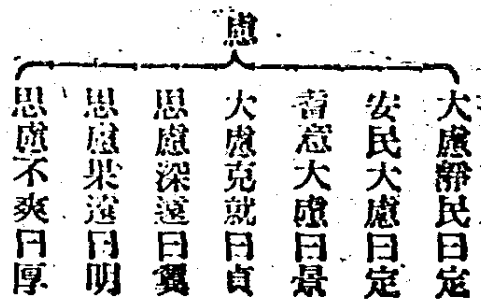 慮
大慮靜民曰定
安民大慮曰定
耆意大慮曰景
大慮克就曰貞
思慮深遠曰翼
思慮果遠曰明
思慮不爽曰厚